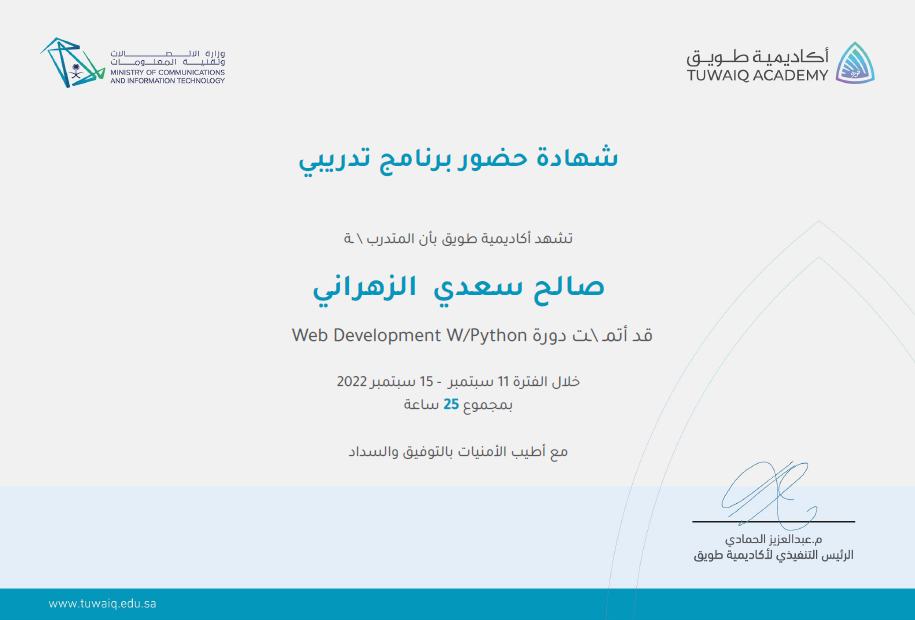 وزارة الاتصالات
وتقنية المعلومات
MINISTRY OF COMMUNICATIONS
AND INFORMATION TECHNOLOGY
أكاديمية طويق
TUWAIQ ACADEMY
شهادة حضور برنامج تدريبي
تشهد أكاديمية طويق بأن المتدرب \ ـة
صالح سعدي الزهراني
قد أتمـ \ـت دورة Web Development W/Python
خلال الفترة 11 سبتمبر - 15 سبتمبر 2022
بمجموع 25 ساعة
مع أطيب الأمنيات بالتوفيق والسداد
م.عبدالعزيز الحمادي
الرئيس التنفيذي لأكاديمية طويق
www.tuwaiq.edu.sa